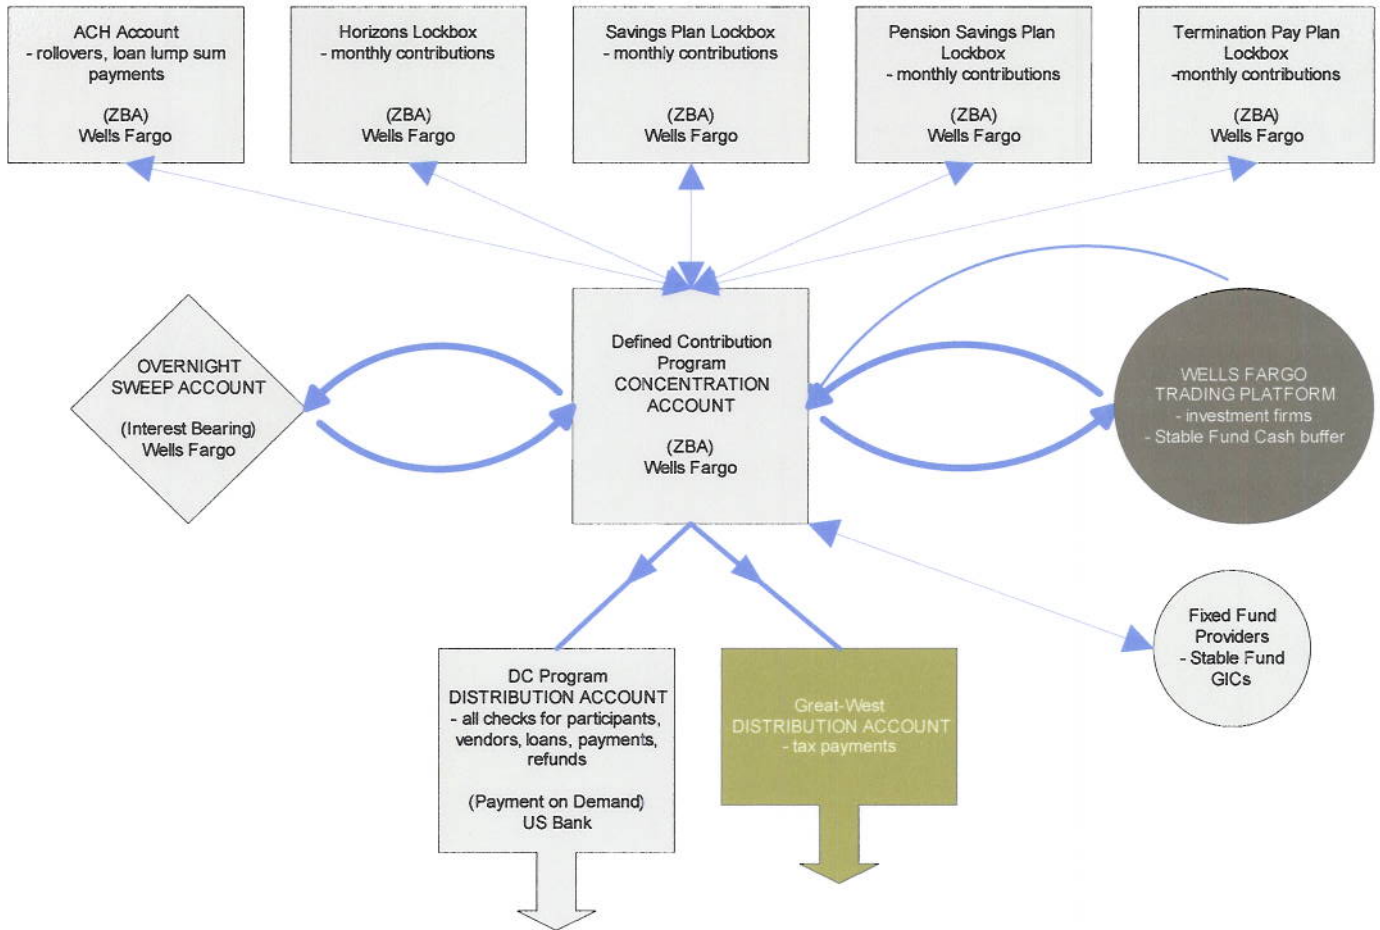 ACH Account
- rollovers, loan lump sum
payments
(ZBA)
Wells Fargo
Horizons Lockbox
- monthly contributions
(ZBA)
Wells Fargo
Savings Plan Lockbox
- monthly contributions
(ZBA)
Wells Fargo
Pension Savings Plan
Lockbox
- monthly contributions
(ZBA)
Wells Fargo
Termination Pay Plan
Lockbox
-monthly contributions
(ZBA)
Wells Fargo
OVERNIGHT
SWEEP ACCOUNT
(Interest Bearing)
Wells Fargo
Defined Contribution
Program
CONCENTRATION
ACCOUNT
(ZBA)
Wells Fargo
WELLS FARGO
TRADING PLATFORM
- investment firms
- Stable Fund Cash buffer
Fixed Fund
Providers
- Stable Fund
GICs
DC Program
DISTRIBUTION ACCOUNT
- all checks for participants,
vendors, loans, payments,
refunds
(Payment on Demand)
US Bank
Great-West
DISTRIBUTION ACCOUNT
- tax payments